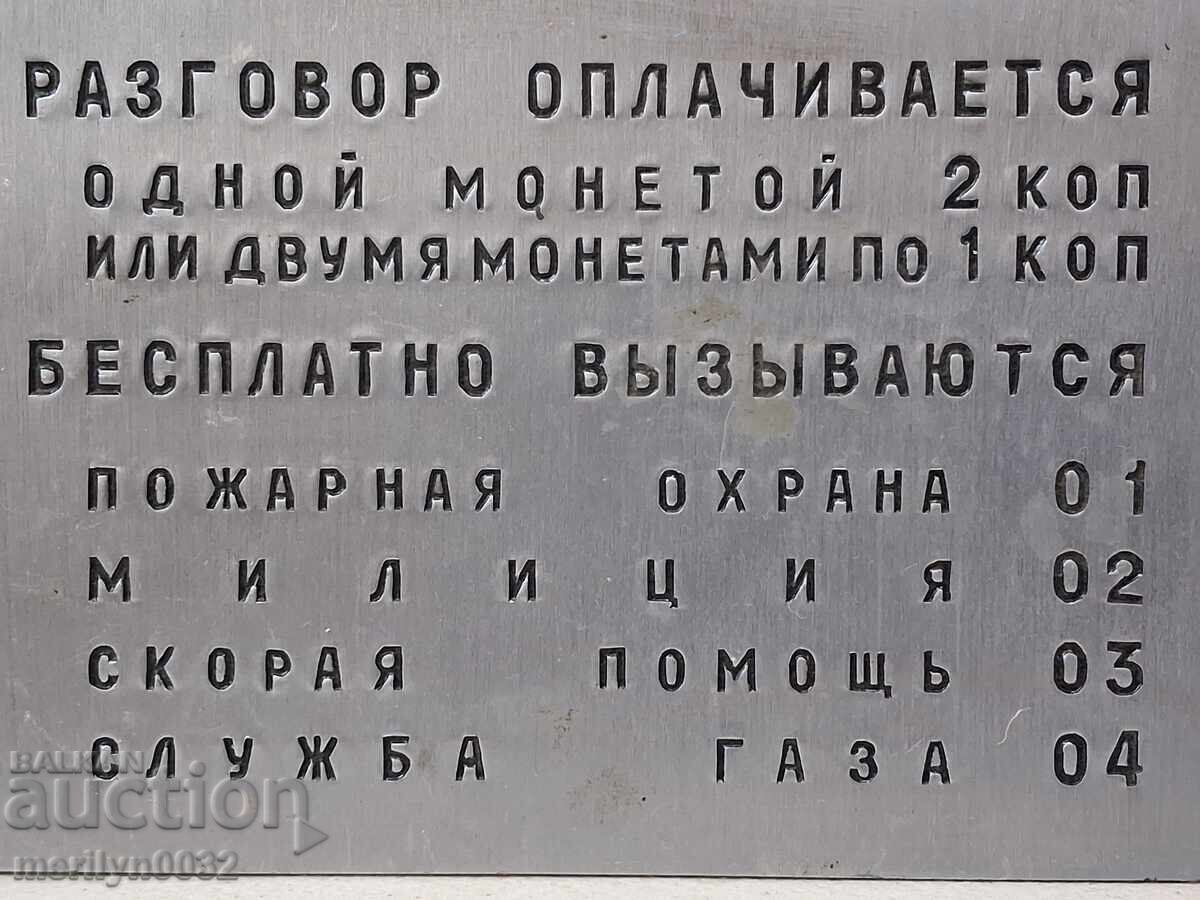 РАЗГОВОР ОПЛАЧИВАЕТСЯ
ОДНОЙ МОНЕТОЙ 2 КОП
ИЛИ ДВУМЯ МОНЕТАМИ ПО 1 КОП
БЕСПЛАТНО ВЫЗЫВАЮТСЯ
ПОЖАРНАЯ ОХРАНА 01
МИЛИЦИЯ 02
СКОРАЯ ПОМОЩЬ 03
СЛУЖБА ГАЗА 04
BALKAN
auction
merilyn0032